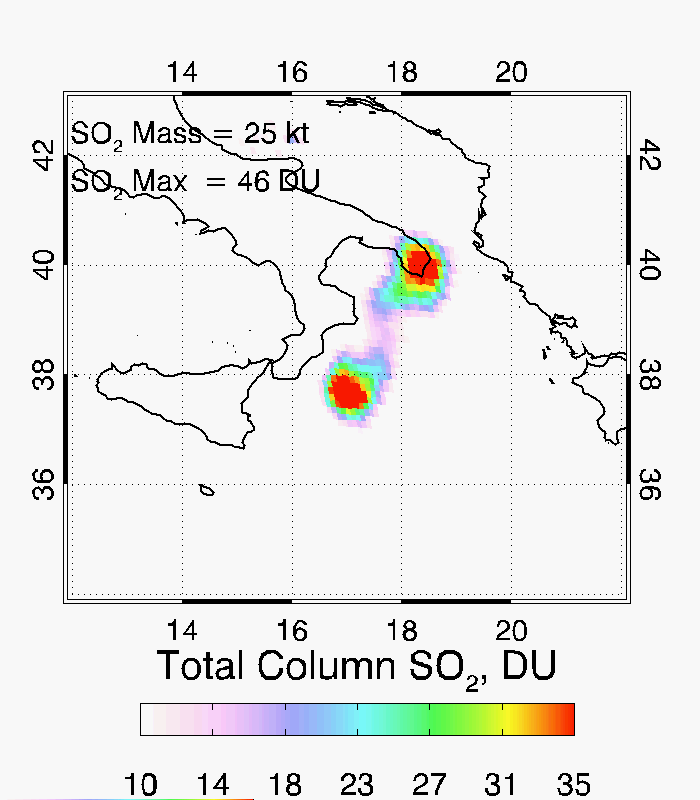 14 16 18 20
SO2 Mass = 25 kt
42 42
SO2 Max = 46 DU
40 40
38 38
36 36
14 16 18 20
Total Column SO2, DU
10 14 18 23 27 31 35